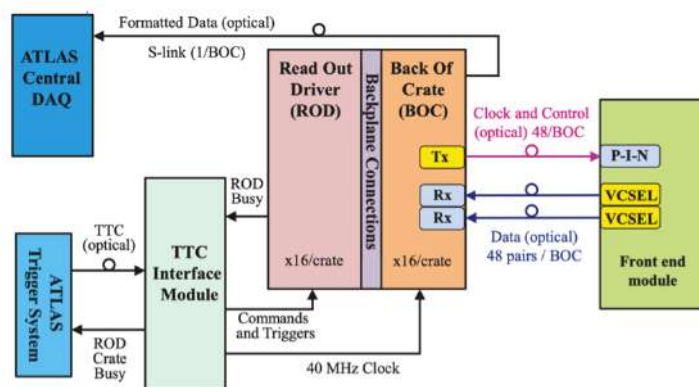 Formatted Data (optical)
S-link (1/BOC)
ATLAS
Central
DAQ
Read Out
Driver
(ROD)
x16/crate
Backplane Connections
Back Of
Crate
(BOC)
Tx
Rx
Rx
x16/crate
Clock and Control
(optical) 48/BOC
P-I-N
VCSEL
VCSEL
Front end
module
Data (optical)
48 pairs / BOC
ROD
Busy
TTC
(optical)
TTC
Interface
Module
ATLAS
Trigger System
ROD
Crate
Busy
Commands
and Triggers
40 MHz Clock